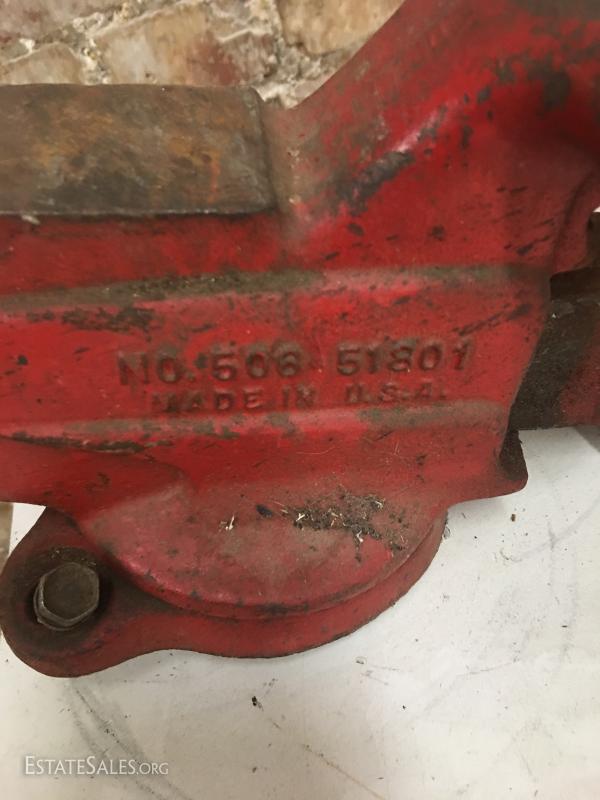 NO. 506 51801
MADE IN U.S.A.
ESTATESALES.ORG